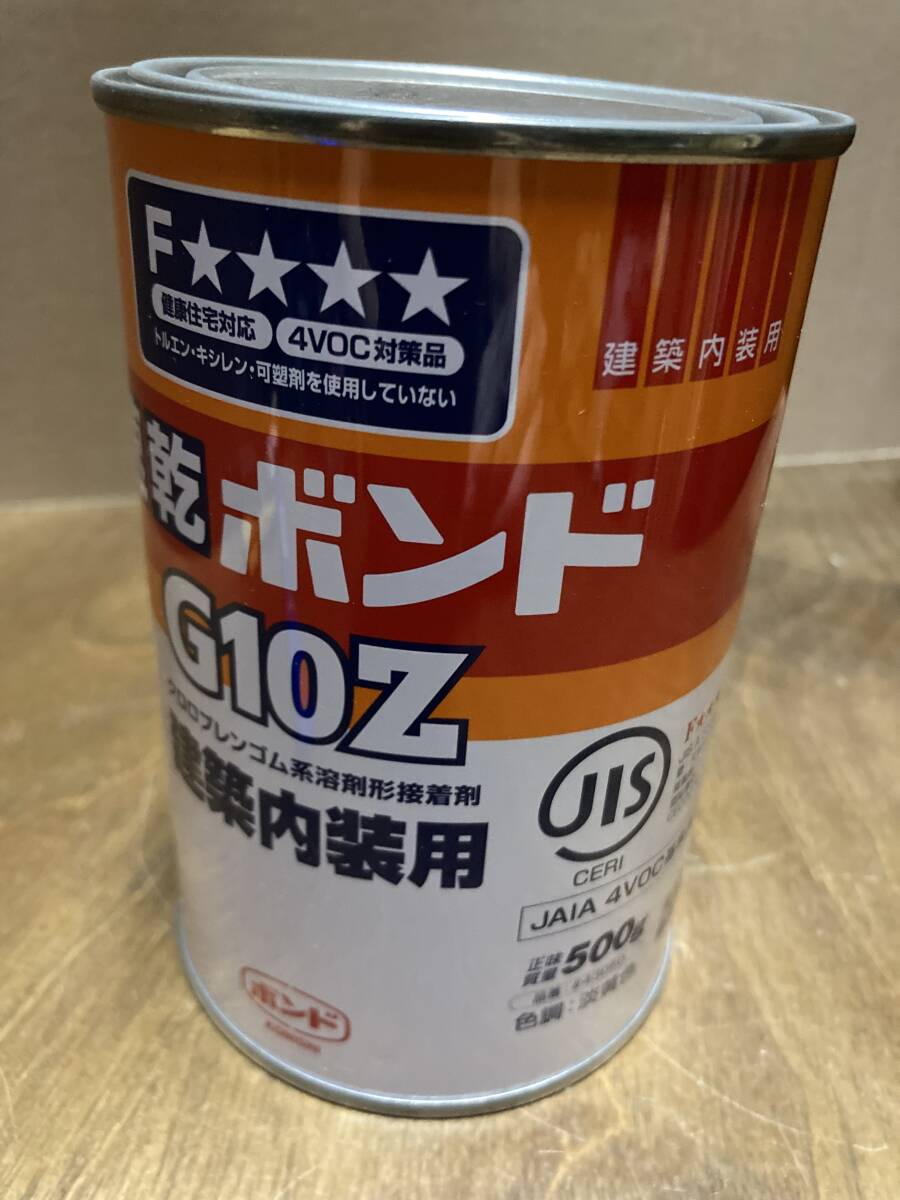 F★★★★
健康住宅対応 4VOC対策品
トルエン・キシレン・可塑剤を使用していない
建築内装用
速乾 ボンド
G10Z
クロロプレンゴム系溶剤形接着剤
建築内装用
JIS
CERI
JAIA 4VOC
正味質量 500g
品番
色調:淡黄色
ボンド
KONISHI